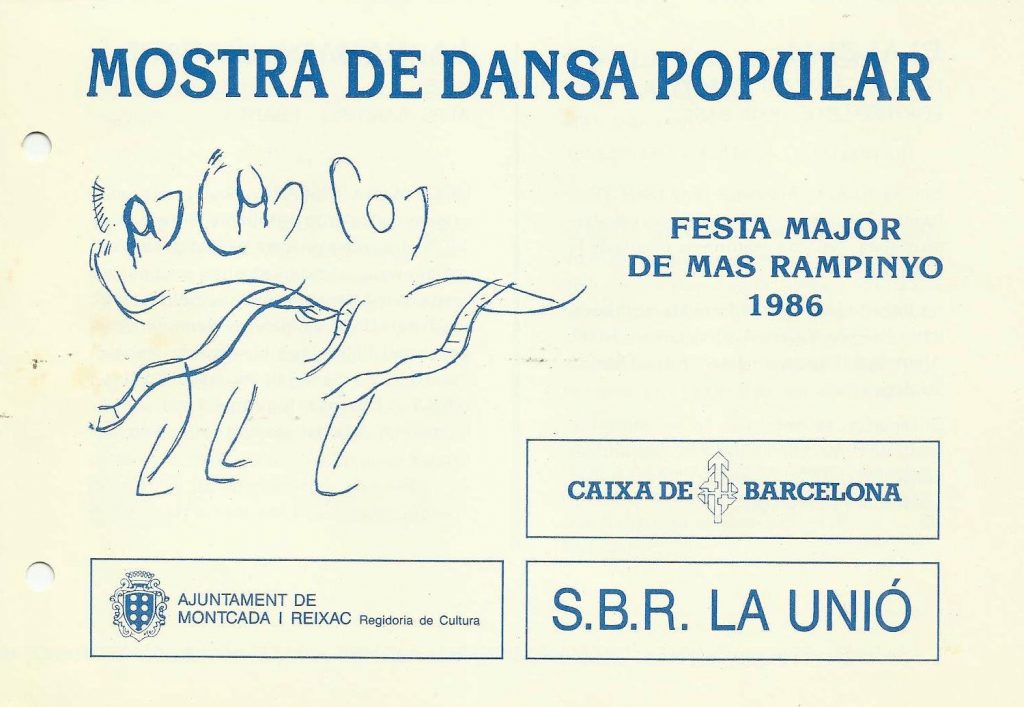 MOSTRA DE DANSA POPULAR
FESTA MAJOR
DE MAS RAMPINYO
1986
CAIXA DE BARCELONA
AJUNTAMENT DE
MONTCADA I REIXAC Regidoria de Cultura
S.B.R. LA UNIÓ